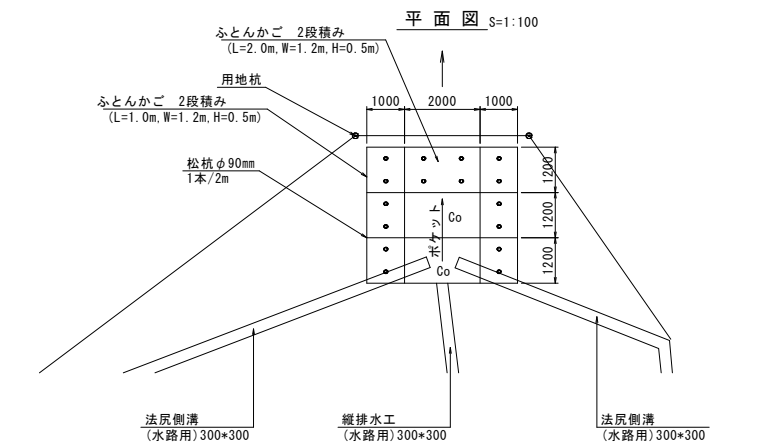 平面図 S=1:100
ふとんかご 2段積み
(L=2.0m,W=1.2m,H=0.5m)
用地杭
ふとんかご 2段積み
(L=1.0m,W=1.2m,H=0.5m)
松杭φ90mm
1本/2m
1000 2000 1000
1200
1200
1200
ポケット
Co
Co
法尻側溝
(水路用)300*300
縦排水工
(水路用)300*300
法尻側溝
(水路用)300*300